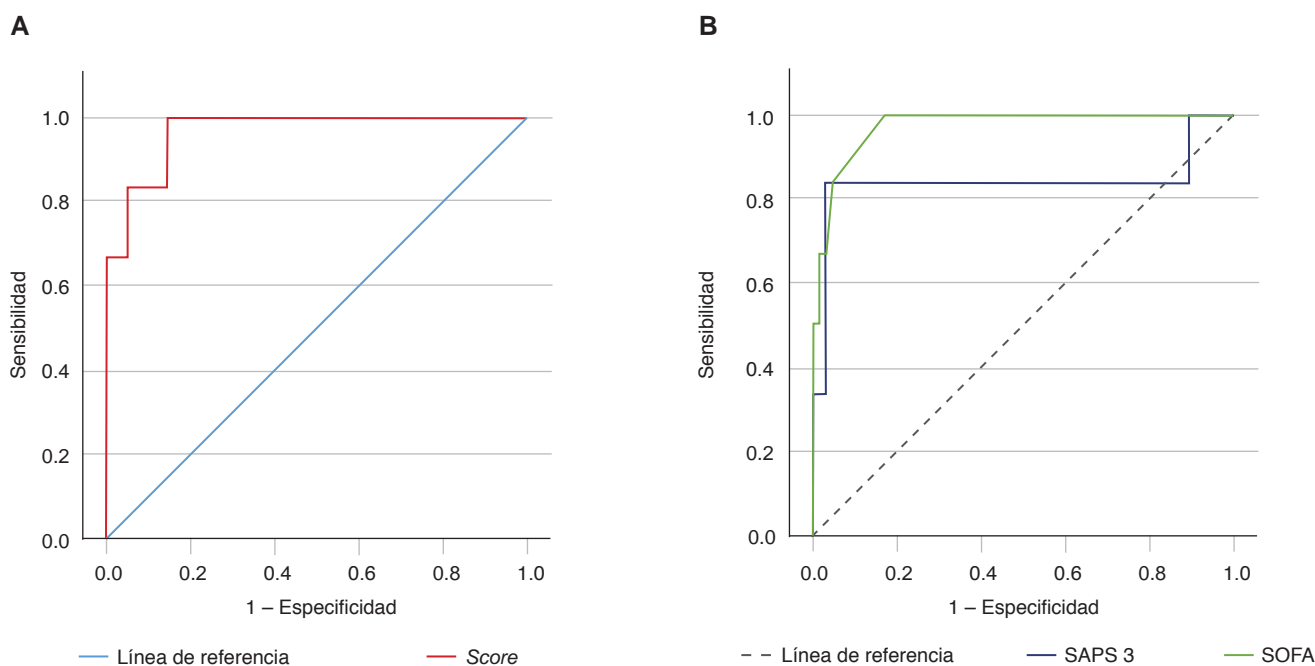 A
Sensibilidad
1.0
0.8
0.6
0.4
0.2
0.0
0.0 0.2 0.4 0.6 0.8 1.0
1 – Especificidad
Línea de referencia Score
B
Sensibilidad
1.0
0.8
0.6
0.4
0.2
0.0
0.0 0.2 0.4 0.6 0.8 1.0
1 – Especificidad
Línea de referencia SAPS 3 SOFA